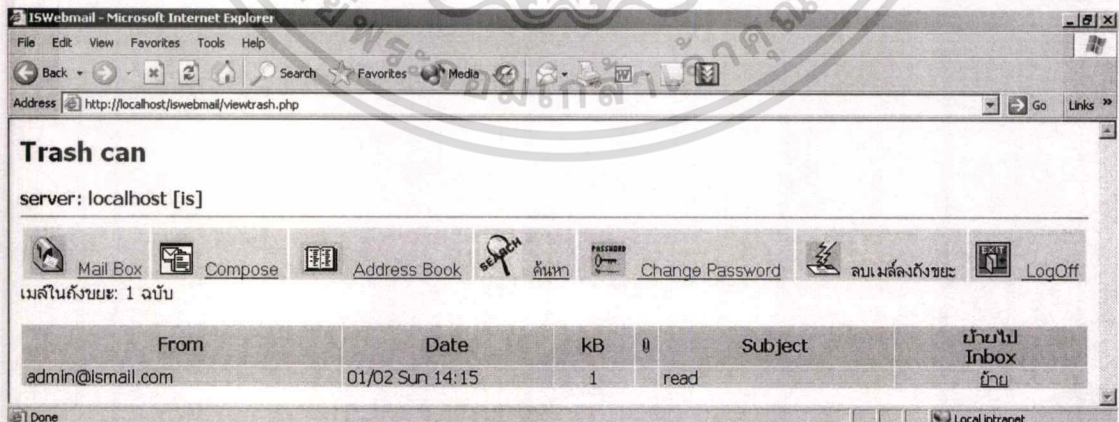 ISWebmail - Microsoft Internet Explorer
File Edit View Favorites Tools Help
Back Search Favorites Media
Address http://localhost/iswebmail/viewtrash.php Go Links »
Trash can
server: localhost [is]
Mail Box Compose Address Book SEARCH ค้นหา PASSWORD Change Password ลบเมล์ลงถังขยะ EXIT LogOff
เมล์ในถังขยะ: 1 ฉบับ
From Date kB Subject ย้ายไป Inbox
admin@ismail.com 01/02 Sun 14:15 1 read ย้าย
Done Local intranet